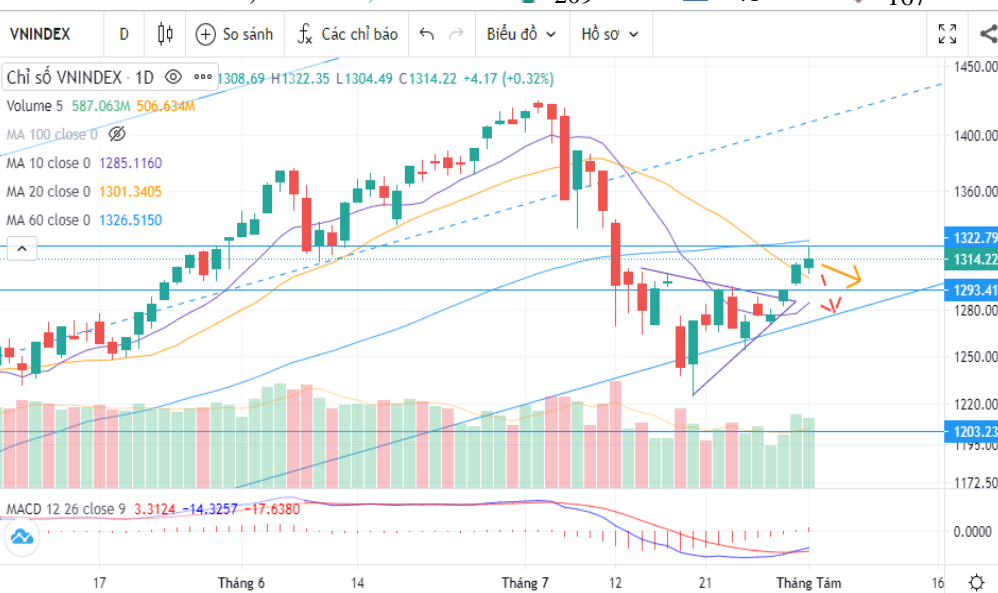 209
167
VNINDEX D So sánh Các chỉ báo Biểu đồ Hồ sơ
Chỉ số VNINDEX · 1D 1308.69 H1322.35 L1304.49 C1314.22 +4.17 (+0.32%)
Volume 5 587.063M 506.634M
MA 100 close 0
MA 10 close 0 1285.1160
MA 20 close 0 1301.3405
MA 60 close 0 1326.5150
1450.00
1400.00
1360.00
1322.79
1314.22
1293.41
1280.00
1250.00
1220.00
1203.23
1195.00
1172.50
MACD 12 26 close 9 3.3124 −14.3257 −17.6380
0.0000
17 Tháng 6 14 Tháng 7 12 21 Tháng Tám 16